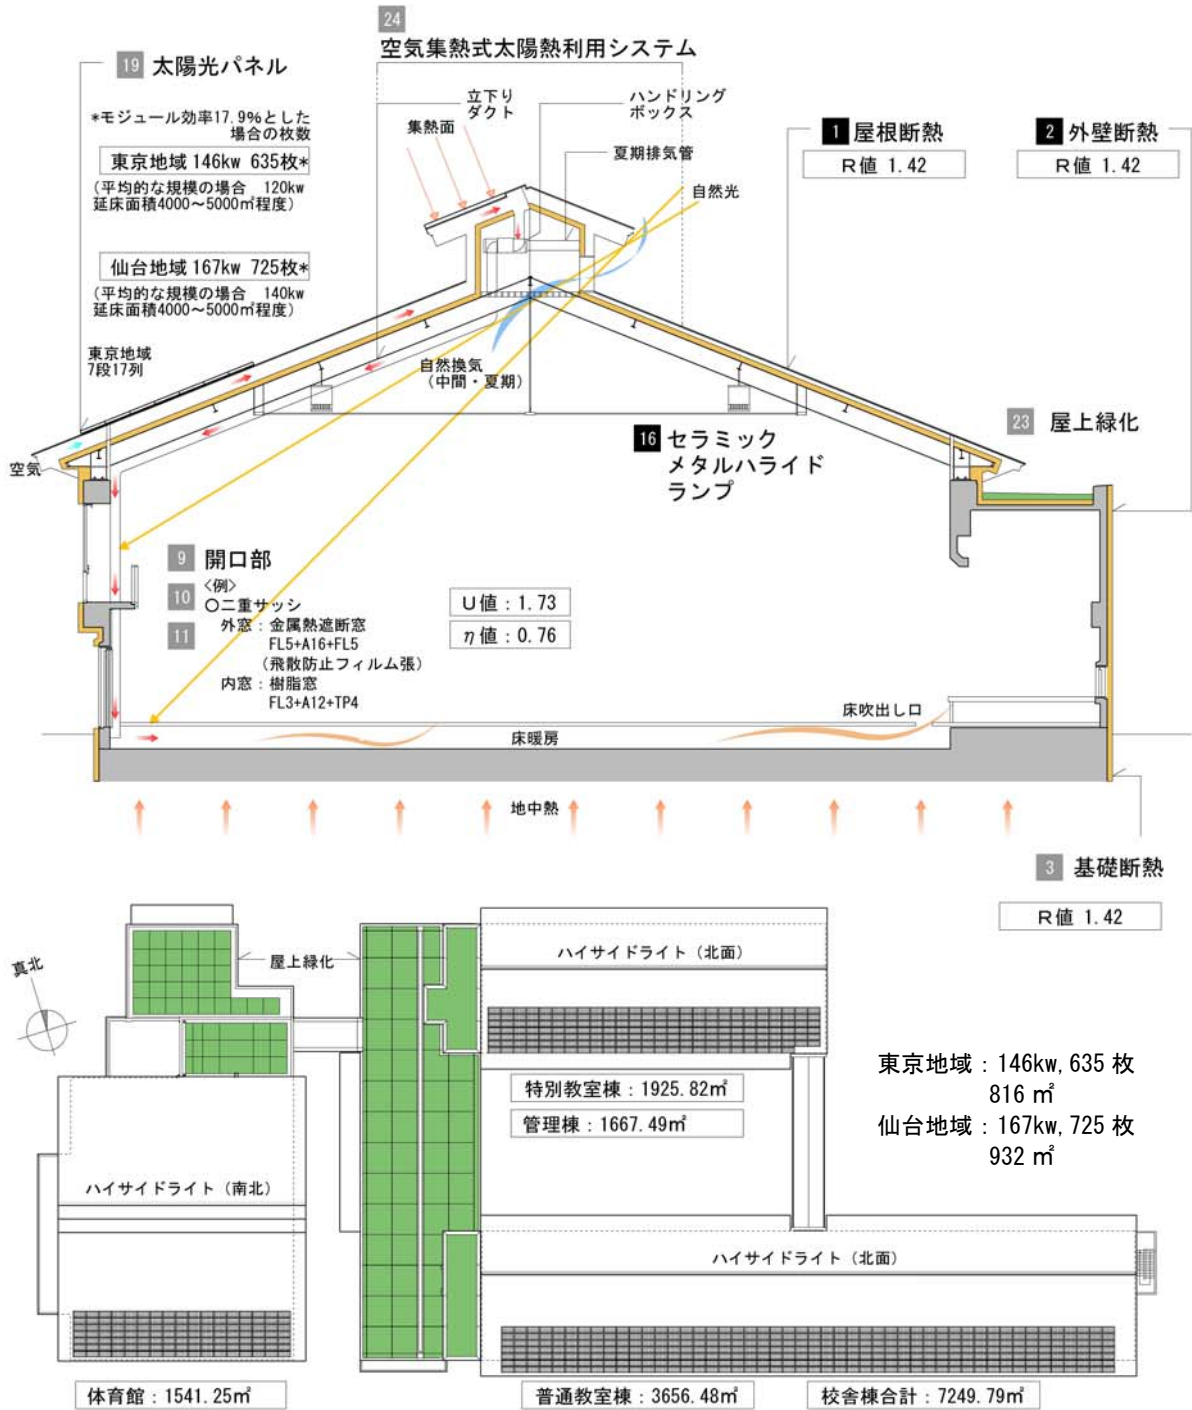 24
空気集熱式太陽熱利用システム
19 太陽光パネル
*モジュール効率17.9%とした
場合の枚数
東京地域 146kw 635枚*
(平均的な規模の場合 120kw
延床面積4000～5000㎡程度)
仙台地域 167kw 725枚*
(平均的な規模の場合 140kw
延床面積4000～5000㎡程度)
東京地域
7段17列
集熱面
立下り
ダクト
ハンドリング
ボックス
夏期排気管
自然光
1 屋根断熱
R値 1.42
2 外壁断熱
R値 1.42
自然換気
(中間・夏期)
空気
16 セラミック
メタルハライド
ランプ
23 屋上緑化
9 開口部
10
11
<例>
○二重サッシ
外窓：金属熱遮断窓
FL5+A16+FL5
(飛散防止フィルム張)
内窓：樹脂窓
FL3+A12+TP4
U値：1.73
η値：0.76
床吹出し口
床暖房
地中熱
3 基礎断熱
R値 1.42
真北
屋上緑化
ハイサイドライト (北面)
特別教室棟：1925.82㎡
管理棟：1667.49㎡
東京地域：146kw, 635 枚
816 ㎡
仙台地域：167kw, 725 枚
932 ㎡
ハイサイドライト (南北)
ハイサイドライト (北面)
体育館：1541.25㎡
普通教室棟：3656.48㎡
校舎棟合計：7249.79㎡